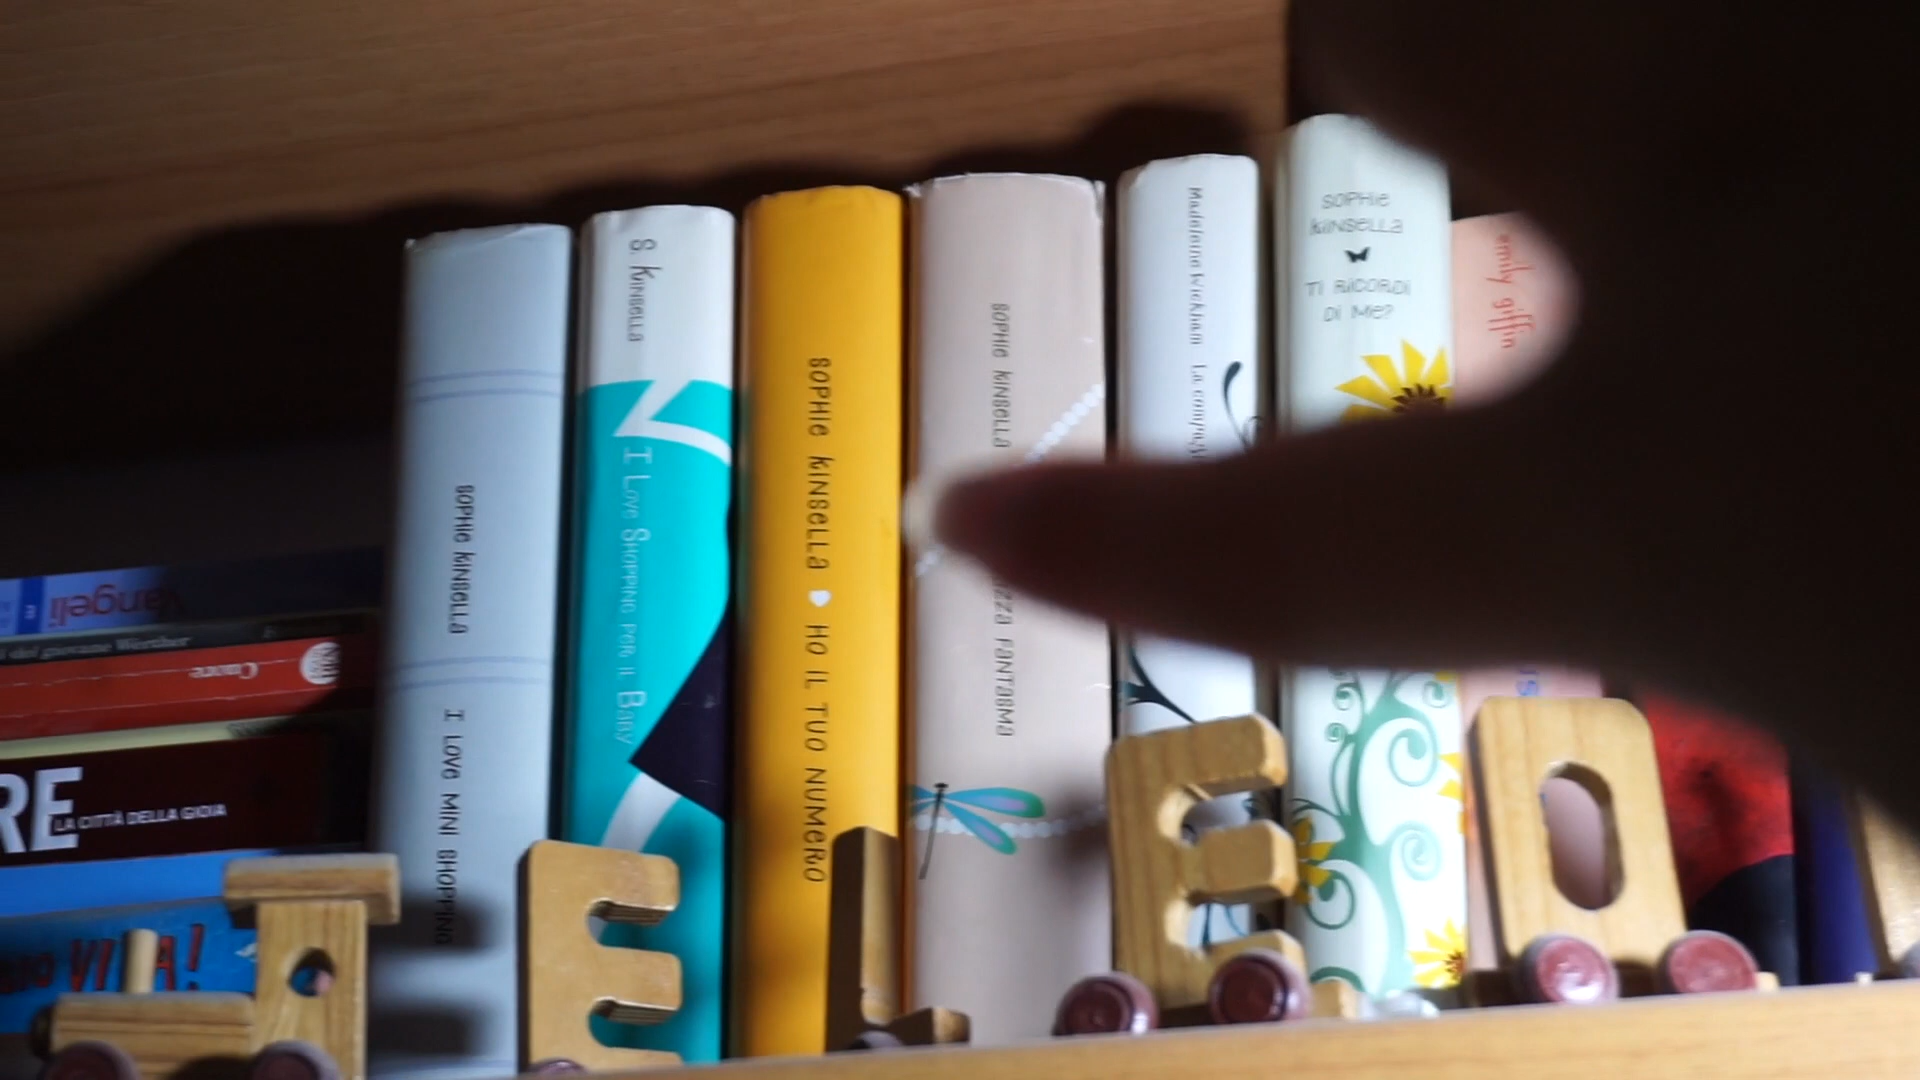 SOPHIE KINSELLA I LOVE MINI SHOPPING
S. KINSELLA I LOVE SHOPPING PER IL BABY
SOPHIE KINSELLA HO IL TUO NUMERO
SOPHIE KINSELLA FANTASMA
Madeleine Wickham La
SOPHIE
KINSELLA
TI RICORDI
DI ME?
emily giffin
Vangeli
del giovane Werther
Cuore
RE
LA CITTÀ DELLA GIOIA
E
L
E
O